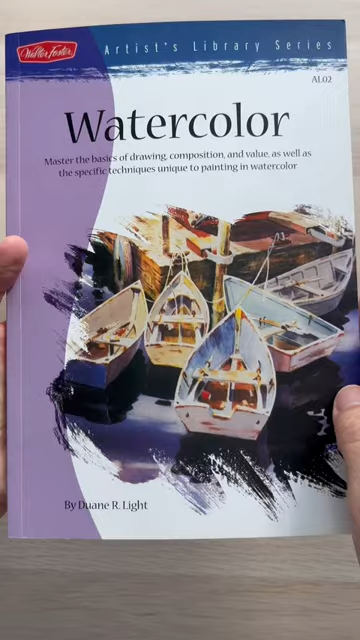 Walter Foster
Artist's Library Series
AL02
Watercolor
Master the basics of drawing, composition, and value, as well as
the specific techniques unique to painting in watercolor
By Duane R. Light